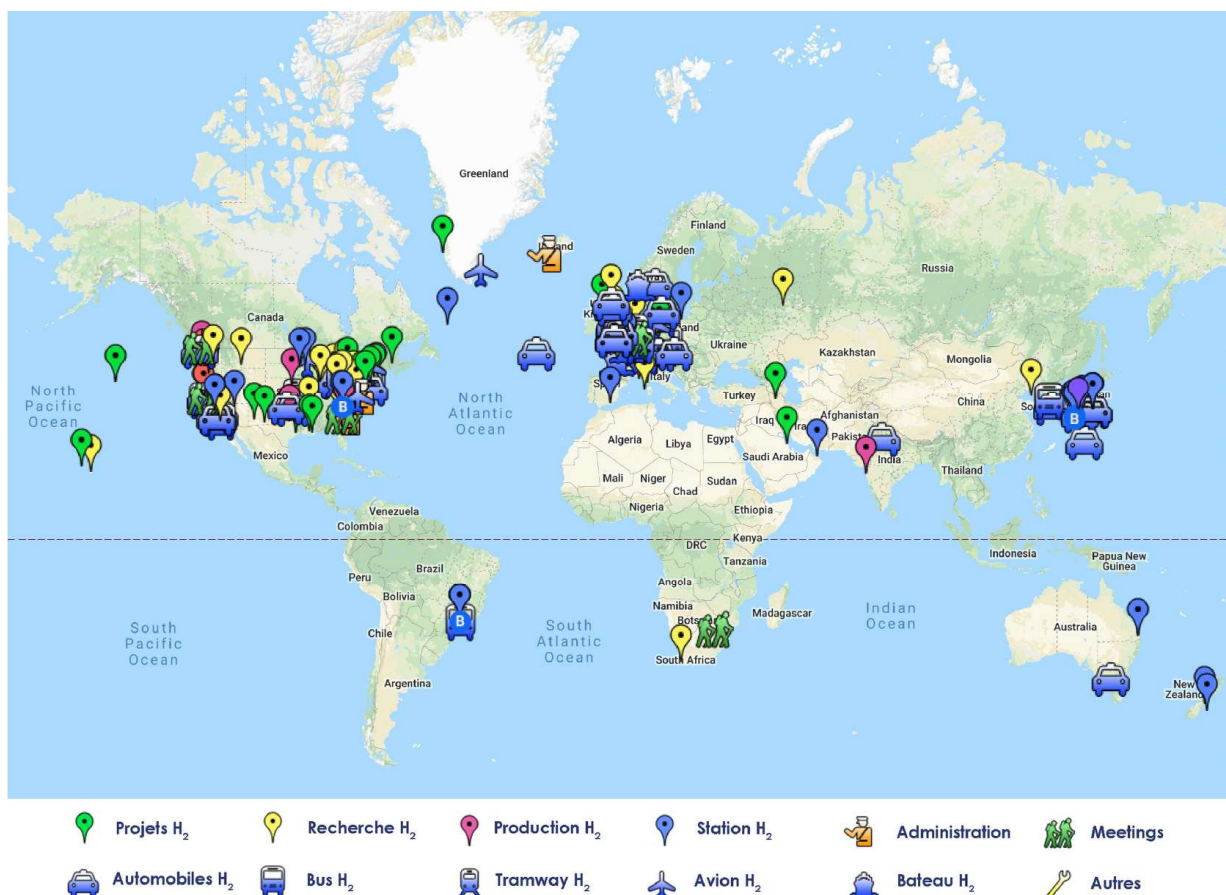 Greenland
Finland
Sweden
Russia
Canada
Ukraine
Kazakhstan
Mongolia
Italy
Turkey
Afghanistan
China
North
Pacific
Ocean
North
Atlantic
Ocean
Iraq
Pakistan
Mexico
Algeria
Libya
Egypt
Saudi Arabia
India
Thailand
Mali
Niger
Chad
Sudan
Nigeria
Ethiopia
Venezuela
Colombia
DRC
Kenya
Tanzania
Indonesia
Papua New
Guinea
Peru
Brazil
Bolivia
Angola
Namibia
Madagascar
Indian
Ocean
South
Pacific
Ocean
Chile
B
South
Atlantic
Ocean
South Africa
Australia
Argentina
New
Zealand
B
B
Projets H₂
Recherche H₂
Production H₂
Station H₂
Administration
Meetings
Automobiles H₂
Bus H₂
Tramway H₂
Avion H₂
Bateau H₂
Autres